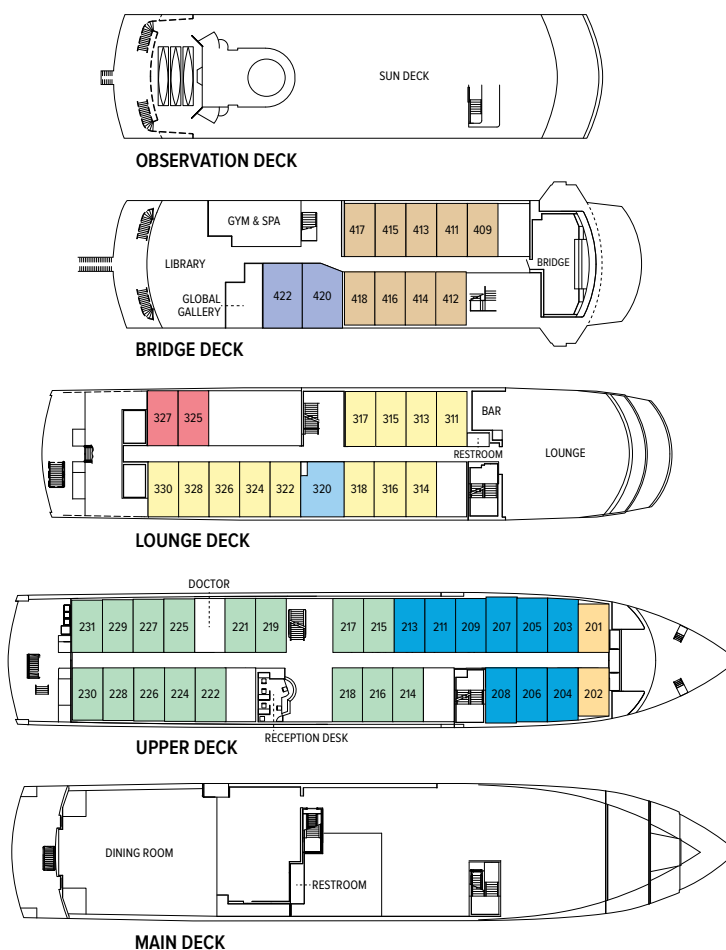 SUN DECK
OBSERVATION DECK
GYM & SPA
417 415 413 411 409
LIBRARY
BRIDGE
GLOBAL
GALLERY
422 420 418 416 414 412
BRIDGE DECK
327 325 317 315 313 311
BAR
RESTROOM
LOUNGE
330 328 326 324 322 320 318 316 314
LOUNGE DECK
DOCTOR
231 229 227 225 221 219 217 215 213 211 209 207 205 203 201
230 228 226 224 222 218 216 214 208 206 204 202
RECEPTION DESK
UPPER DECK
DINING ROOM
RESTROOM
MAIN DECK